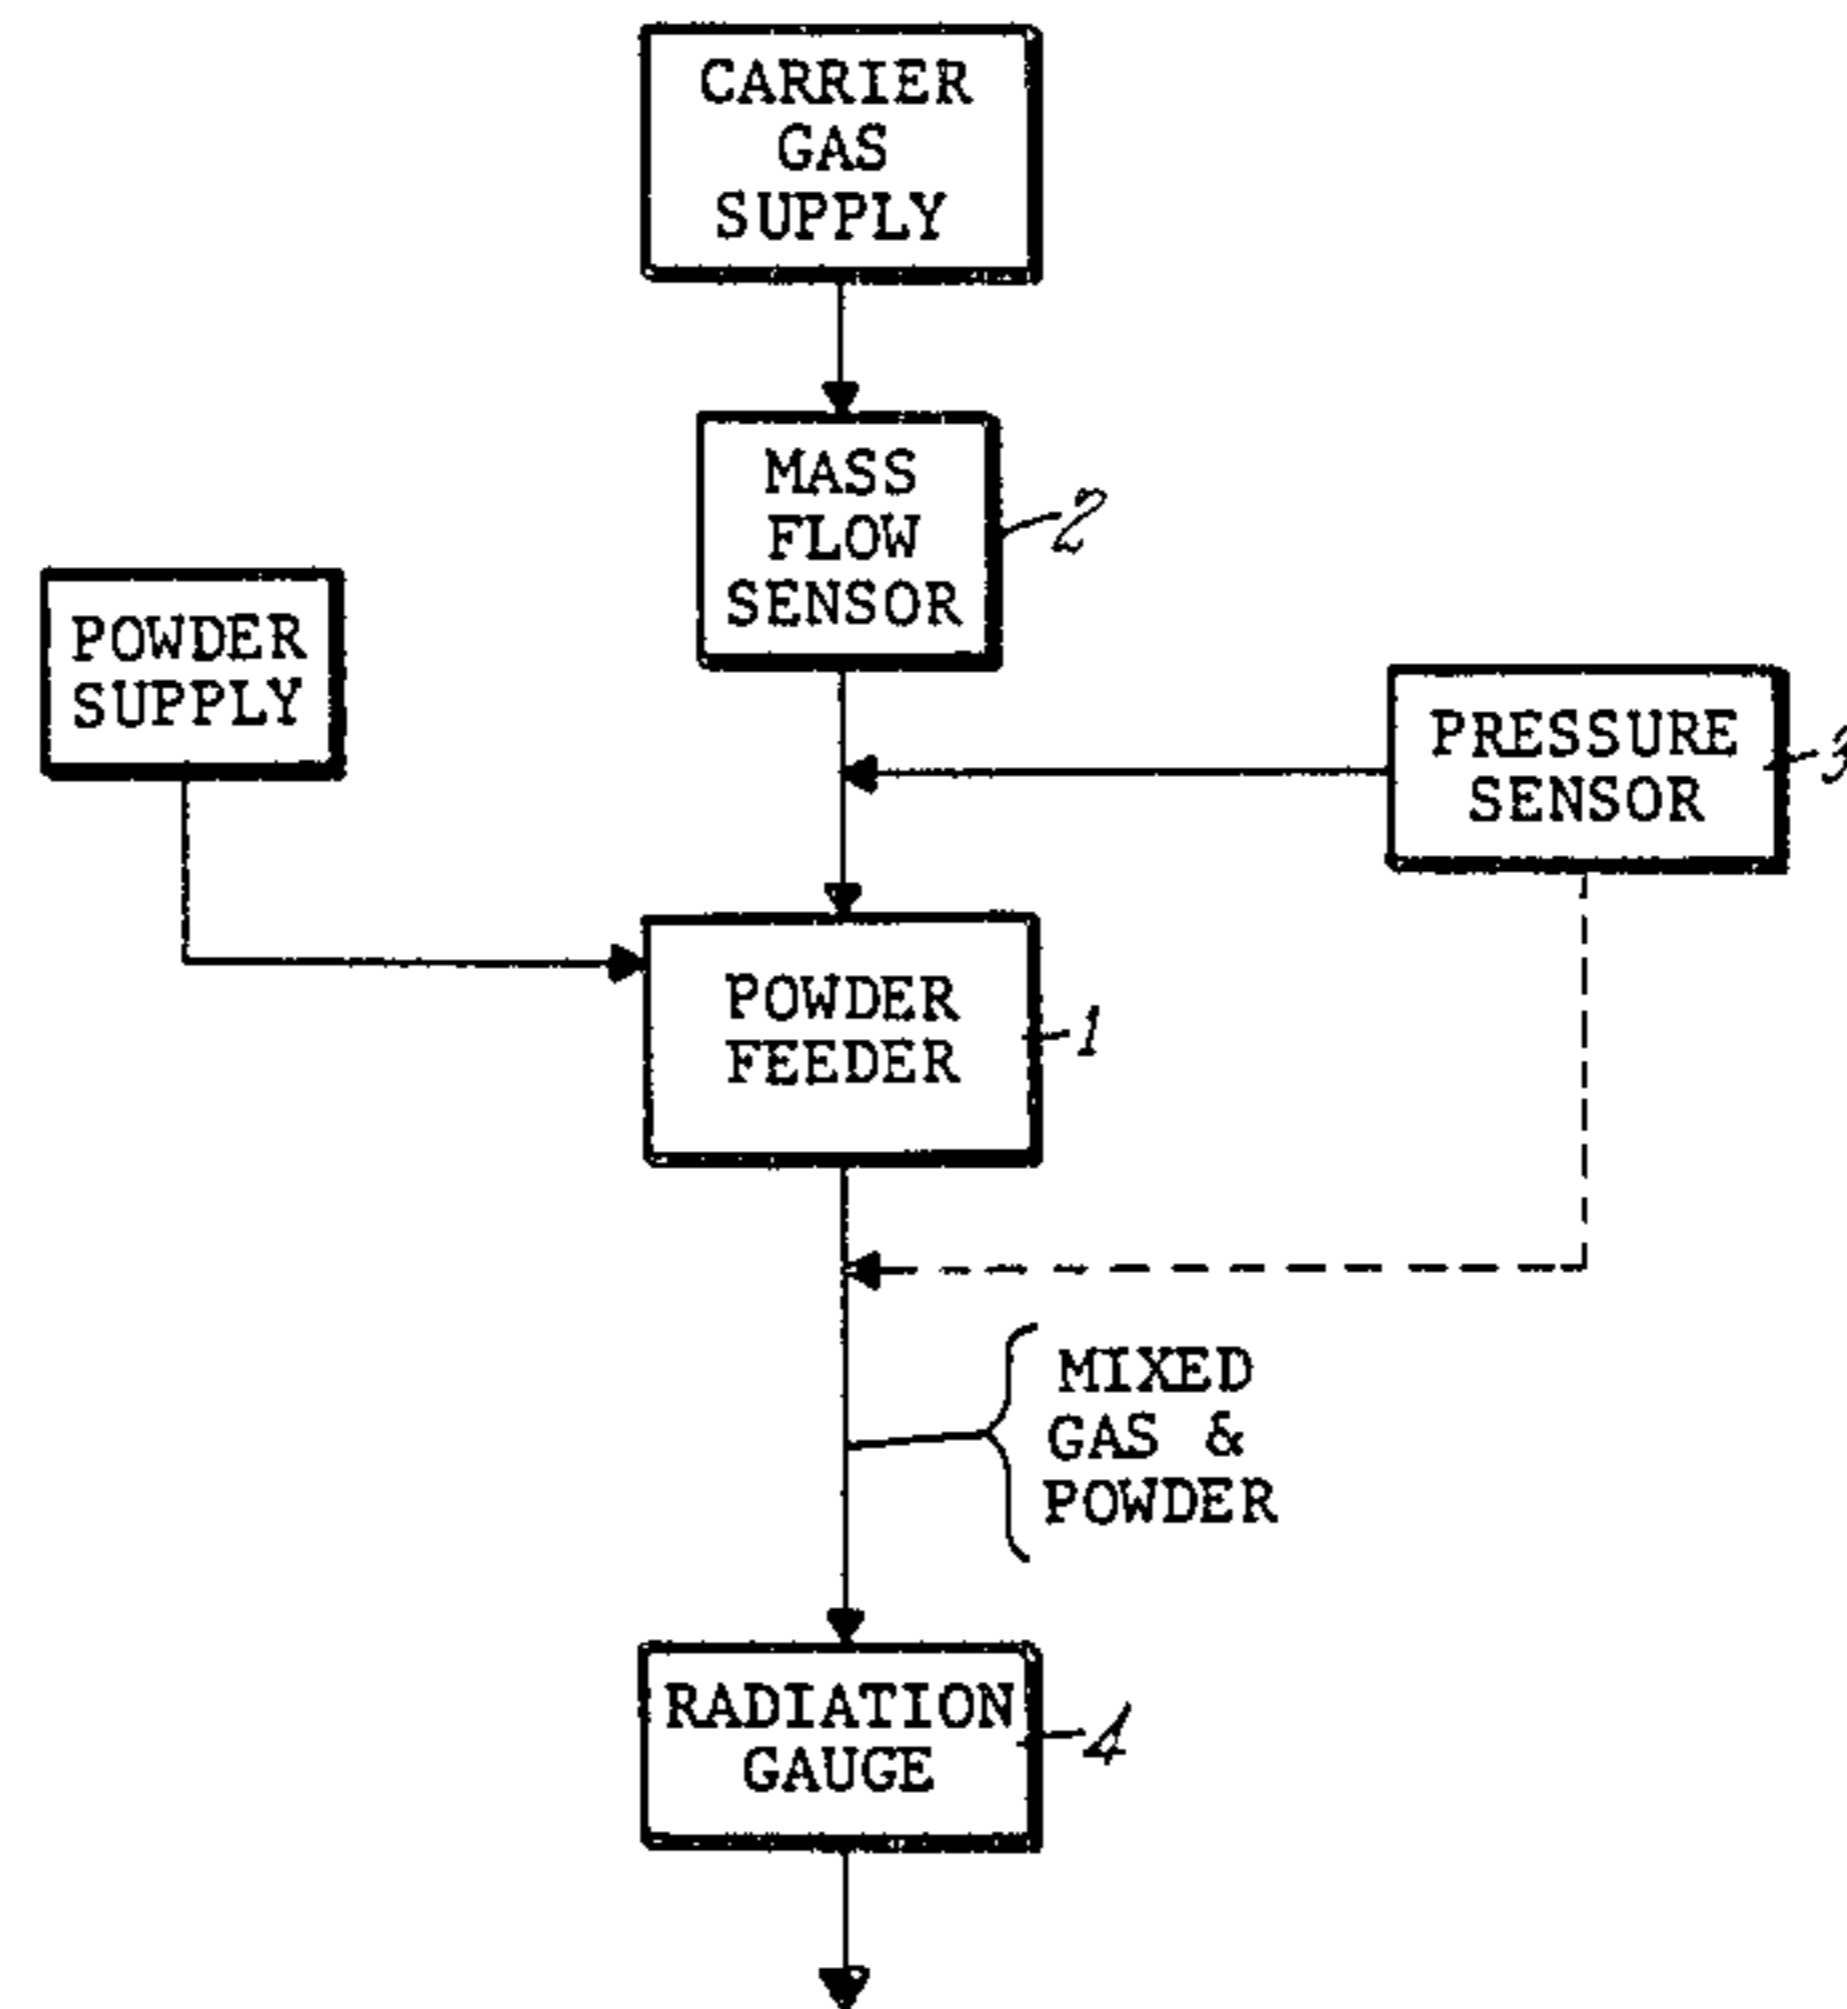 CARRIER
GAS
SUPPLY
MASS
FLOW
SENSOR
2
POWDER
SUPPLY
PRESSURE
SENSOR
3
POWDER
FEEDER
1
MIXED
GAS &
POWDER
RADIATION
GAUGE
4